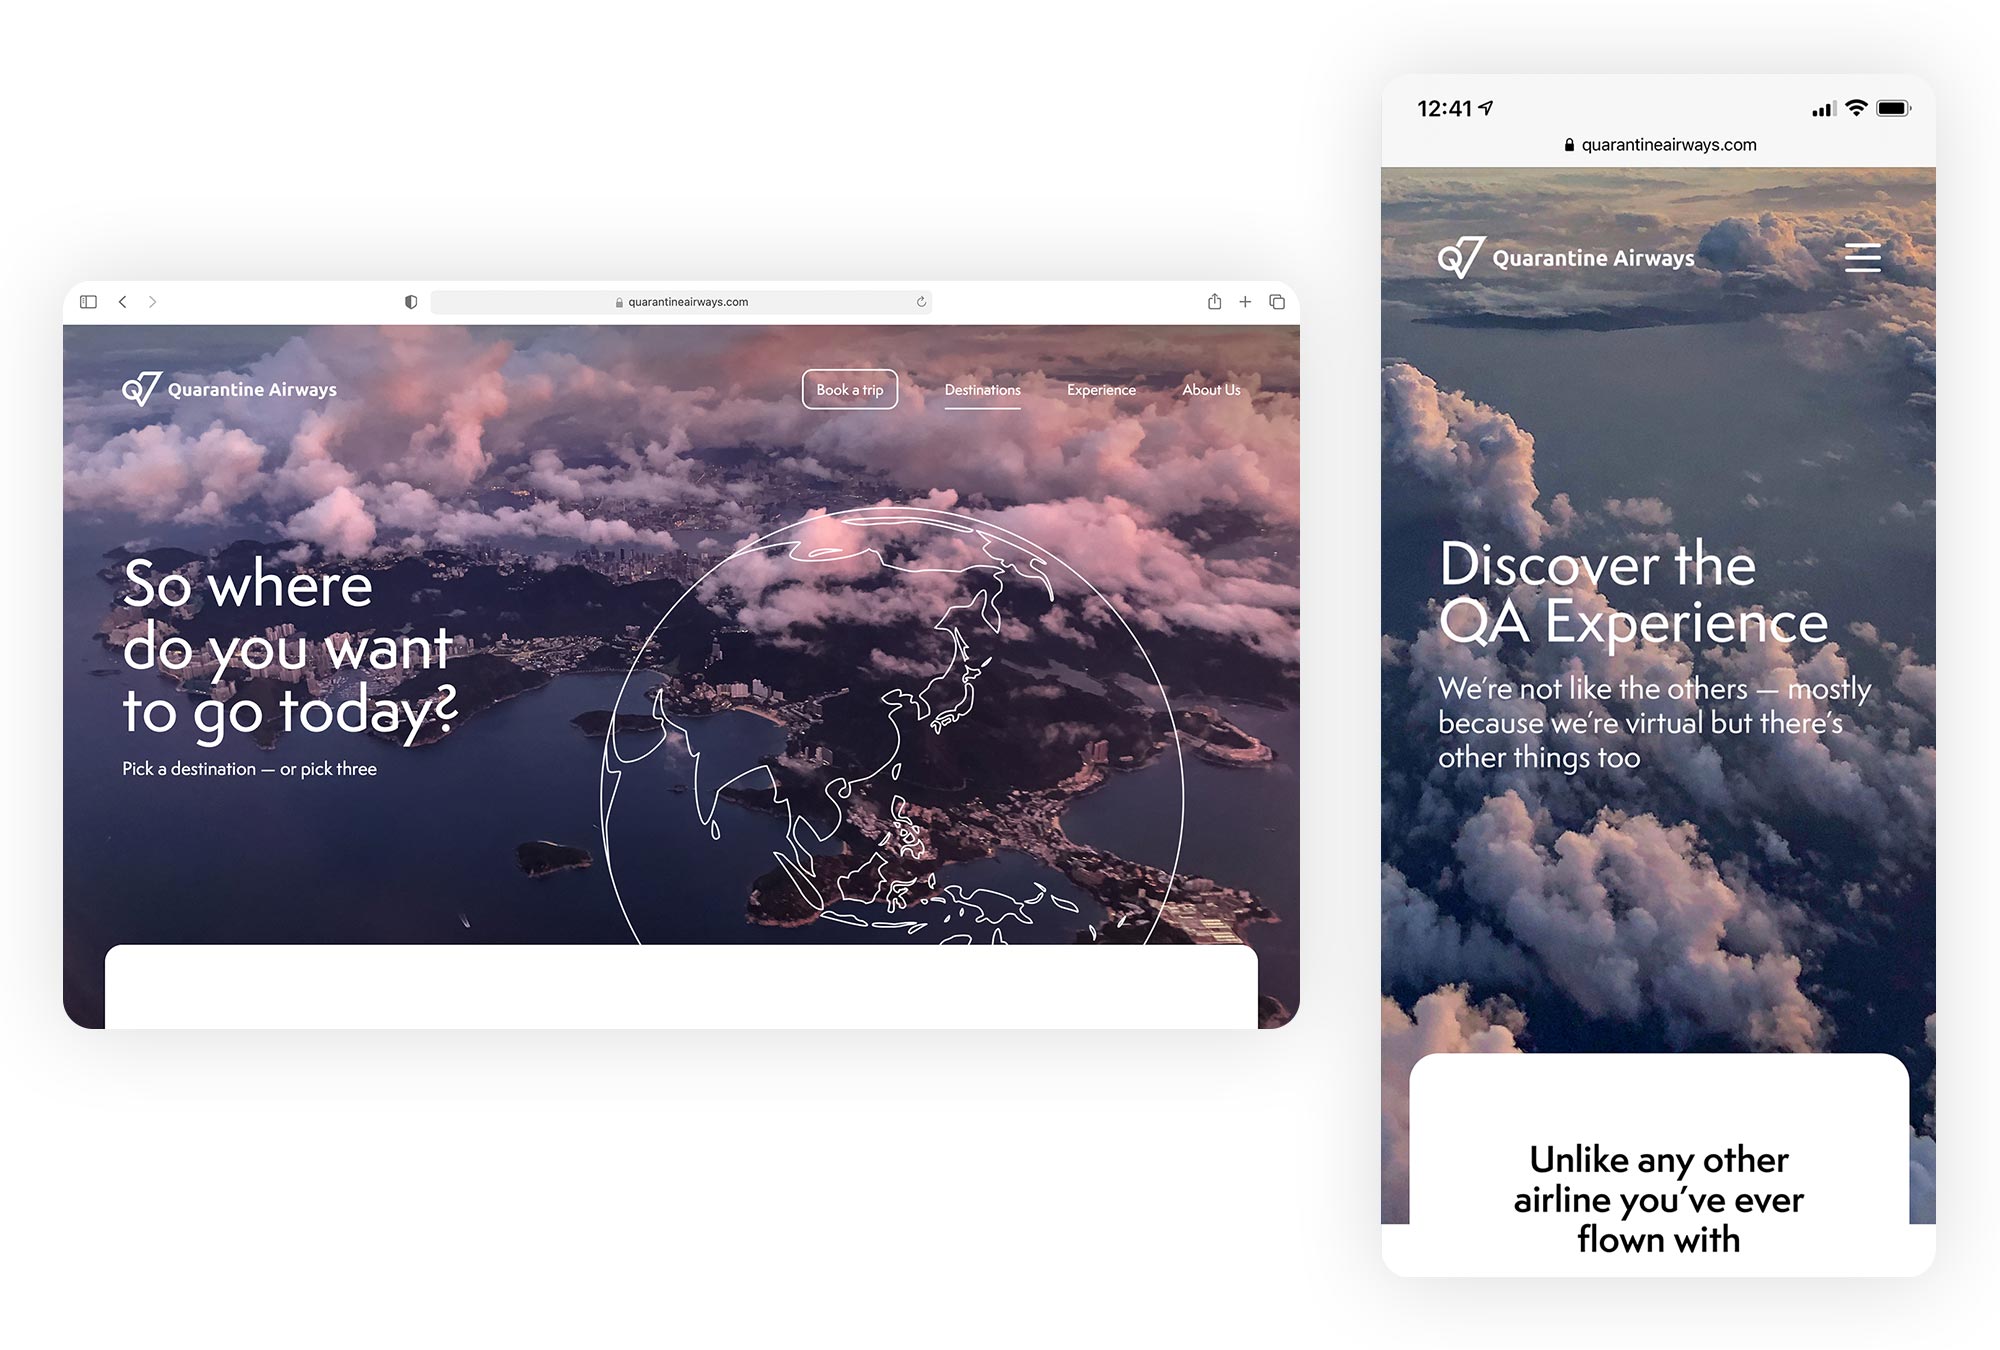 quarantineairways.com
Quarantine Airways
Book a trip
Destinations
Experience
About Us
So where
do you want
to go today?
Pick a destination — or pick three
12:41
quarantineairways.com
Quarantine Airways
Discover the
QA Experience
We're not like the others — mostly
because we're virtual but there's
other things too
Unlike any other
airline you've ever
flown with